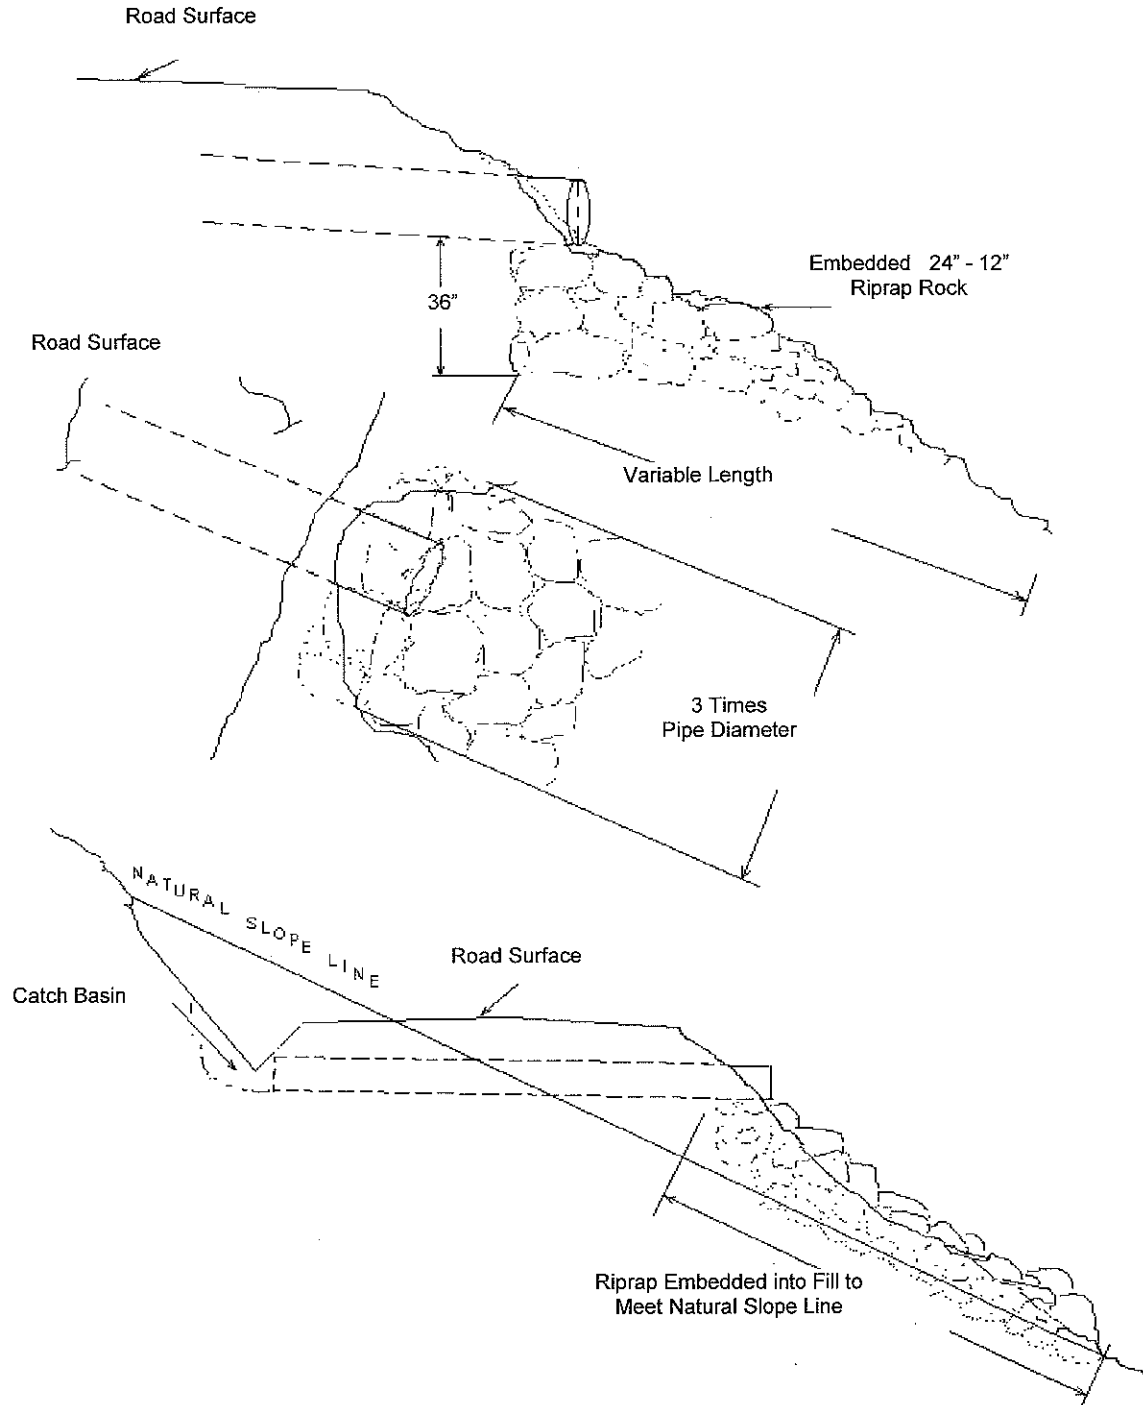 Road Surface
Embedded 24" - 12"
Riprap Rock
36"
Road Surface
Variable Length
3 Times
Pipe Diameter
NATURAL SLOPE LINE
Road Surface
Catch Basin
Riprap Embedded into Fill to
Meet Natural Slope Line